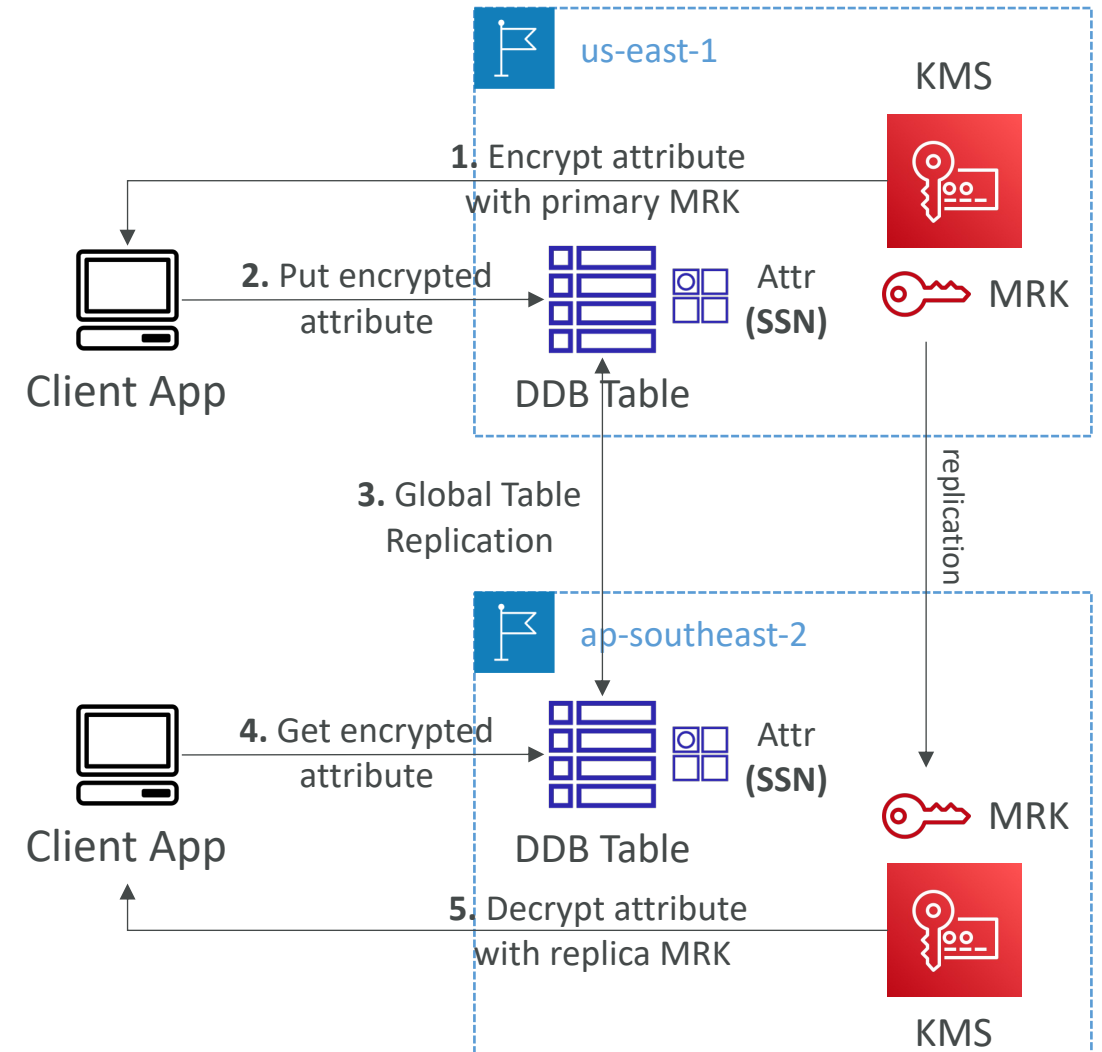 us-east-1
KMS
1. Encrypt attribute
with primary MRK
2. Put encrypted
attribute
Attr
(SSN)
MRK
Client App
DDB Table
replication
3. Global Table
Replication
ap-southeast-2
4. Get encrypted
attribute
Attr
(SSN)
MRK
Client App
DDB Table
5. Decrypt attribute
with replica MRK
KMS